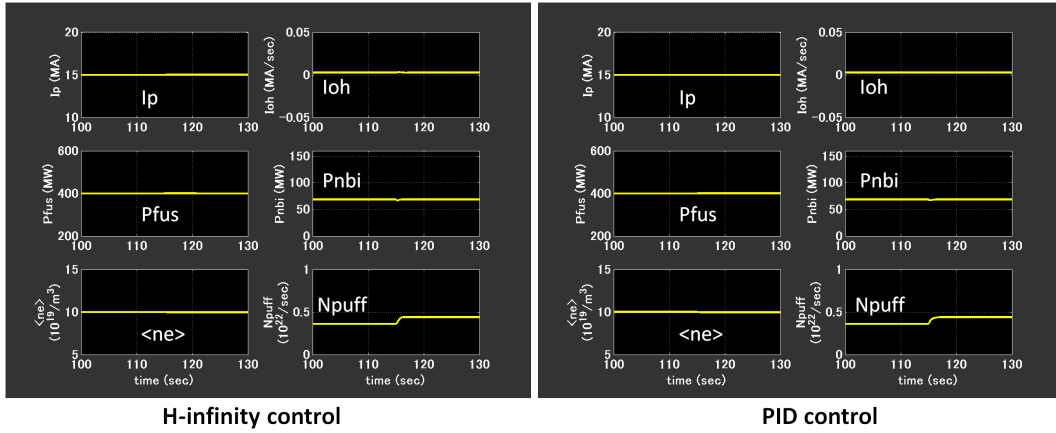 20
15
10
Ip (MA)
Ip
100
110
120
130
0.05
0
−0.05
Ioh (MA/sec)
Ioh
100
110
120
130
600
400
200
Pfus (MW)
Pfus
100
110
120
130
150
100
50
0
Pnbi (MW)
Pnbi
100
110
120
130
15
10
5
<ne>
(10^19/m^3)
<ne>
100
110
120
130
time (sec)
1
0.5
0
Npuff
(10^22/sec)
Npuff
100
110
120
130
time (sec)
H-infinity control
20
15
10
Ip (MA)
Ip
100
110
120
130
0.05
0
−0.05
Ioh (MA/sec)
Ioh
100
110
120
130
600
400
200
Pfus (MW)
Pfus
100
110
120
130
150
100
50
0
Pnbi (MW)
Pnbi
100
110
120
130
15
10
5
<ne>
(10^19/m^3)
<ne>
100
110
120
130
time (sec)
1
0.5
0
Npuff
(10^22/sec)
Npuff
100
110
120
130
time (sec)
PID control